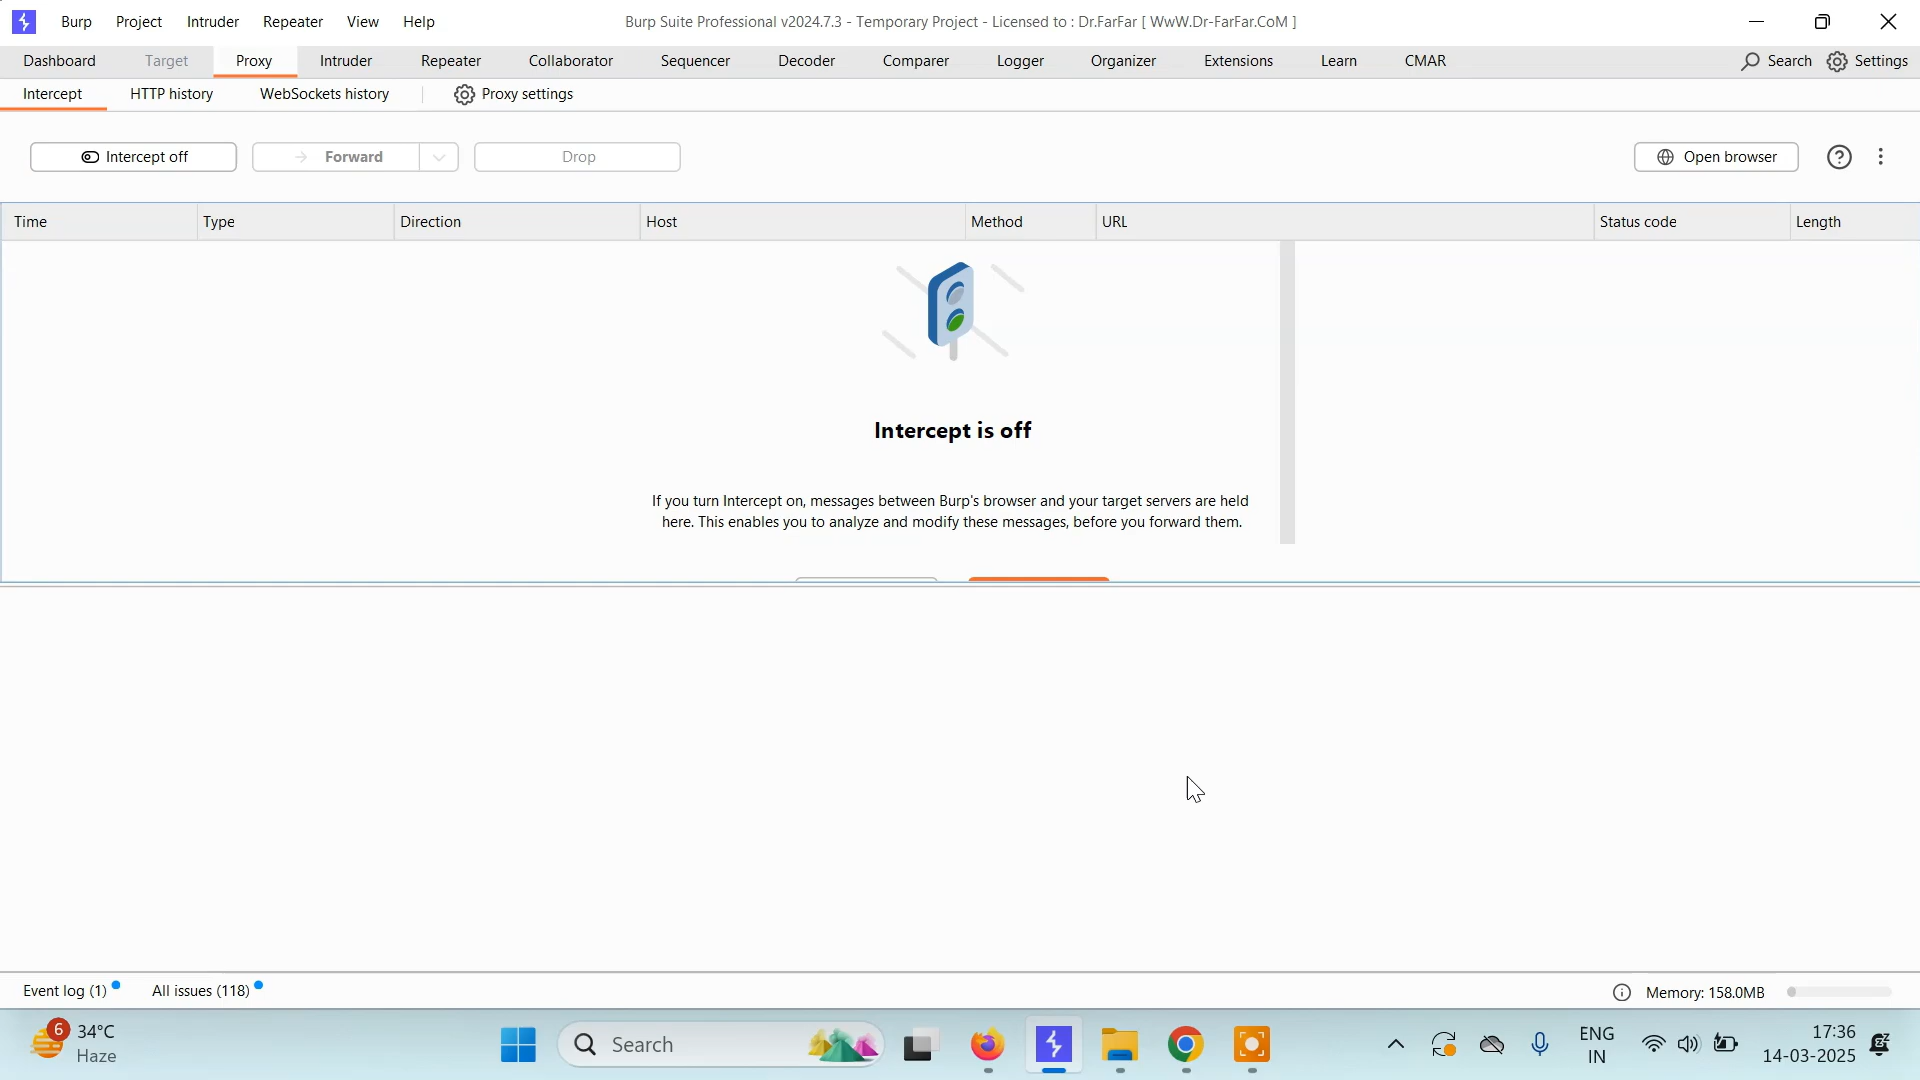 Burp Project Intruder Repeater View Help Burp Suite Professional v2024.7.3 - Temporary Project - Licensed to : Dr.FarFar [ WwW.Dr-FarFar.CoM ]
Dashboard Target Proxy Intruder Repeater Collaborator Sequencer Decoder Comparer Logger Organizer Extensions Learn CMAR Search Settings
Intercept HTTP history WebSockets history Proxy settings
Intercept off Forward Drop Open browser
Time Type Direction Host Method URL Status code Length
Intercept is off
If you turn Intercept on, messages between Burp's browser and your target servers are held
here. This enables you to analyze and modify these messages, before you forward them.
Event log (1) All issues (118) Memory: 158.0MB
6 34°C Haze
Search
ENG IN
17:36
14-03-2025